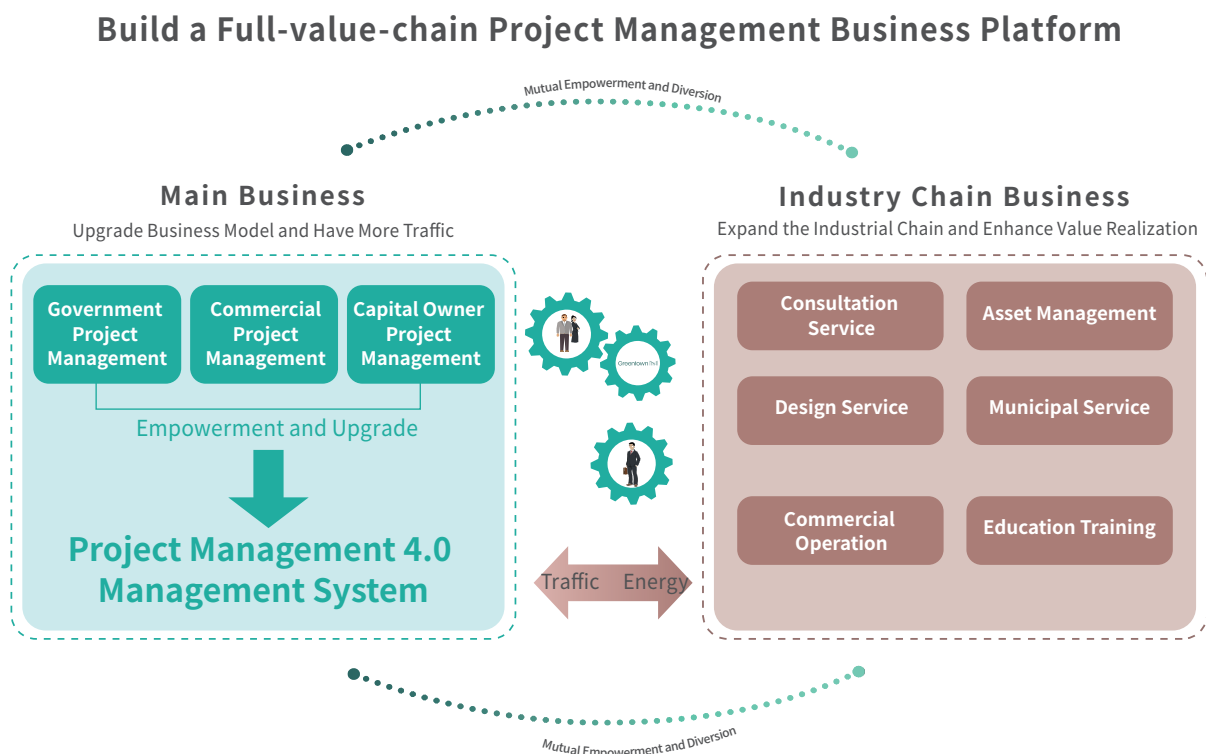 Build a Full-value-chain Project Management Business Platform
Mutual Empowerment and Diversion
Main Business
Upgrade Business Model and Have More Traffic
Government
Project
Management
Commercial
Project
Management
Capital Owner
Project
Management
Empowerment and Upgrade
Project Management 4.0
Management System
Traffic
Energy
Industry Chain Business
Expand the Industrial Chain and Enhance Value Realization
Consultation
Service
Asset Management
Design Service
Municipal Service
Commercial
Operation
Education Training
Mutual Empowerment and Diversion